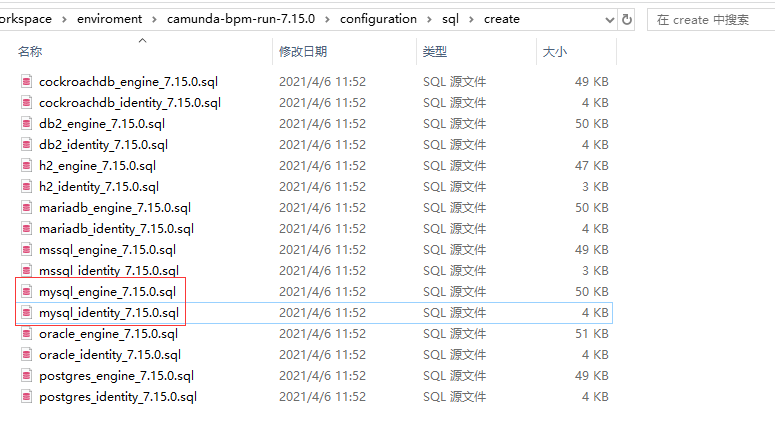 orkspace > enviroment > camunda-bpm-run-7.15.0 > configuration > sql > create 在 create 中搜索
名称 修改日期 类型 大小
cockroachdb_engine_7.15.0.sql 2021/4/6 11:52 SQL 源文件 49 KB
cockroachdb_identity_7.15.0.sql 2021/4/6 11:52 SQL 源文件 4 KB
db2_engine_7.15.0.sql 2021/4/6 11:52 SQL 源文件 50 KB
db2_identity_7.15.0.sql 2021/4/6 11:52 SQL 源文件 4 KB
h2_engine_7.15.0.sql 2021/4/6 11:52 SQL 源文件 47 KB
h2_identity_7.15.0.sql 2021/4/6 11:52 SQL 源文件 3 KB
mariadb_engine_7.15.0.sql 2021/4/6 11:52 SQL 源文件 50 KB
mariadb_identity_7.15.0.sql 2021/4/6 11:52 SQL 源文件 4 KB
mssql_engine_7.15.0.sql 2021/4/6 11:52 SQL 源文件 49 KB
mssql_identity_7.15.0.sql 2021/4/6 11:52 SQL 源文件 3 KB
mysql_engine_7.15.0.sql 2021/4/6 11:52 SQL 源文件 50 KB
mysql_identity_7.15.0.sql 2021/4/6 11:52 SQL 源文件 4 KB
oracle_engine_7.15.0.sql 2021/4/6 11:52 SQL 源文件 51 KB
oracle_identity_7.15.0.sql 2021/4/6 11:52 SQL 源文件 4 KB
postgres_engine_7.15.0.sql 2021/4/6 11:52 SQL 源文件 49 KB
postgres_identity_7.15.0.sql 2021/4/6 11:52 SQL 源文件 4 KB